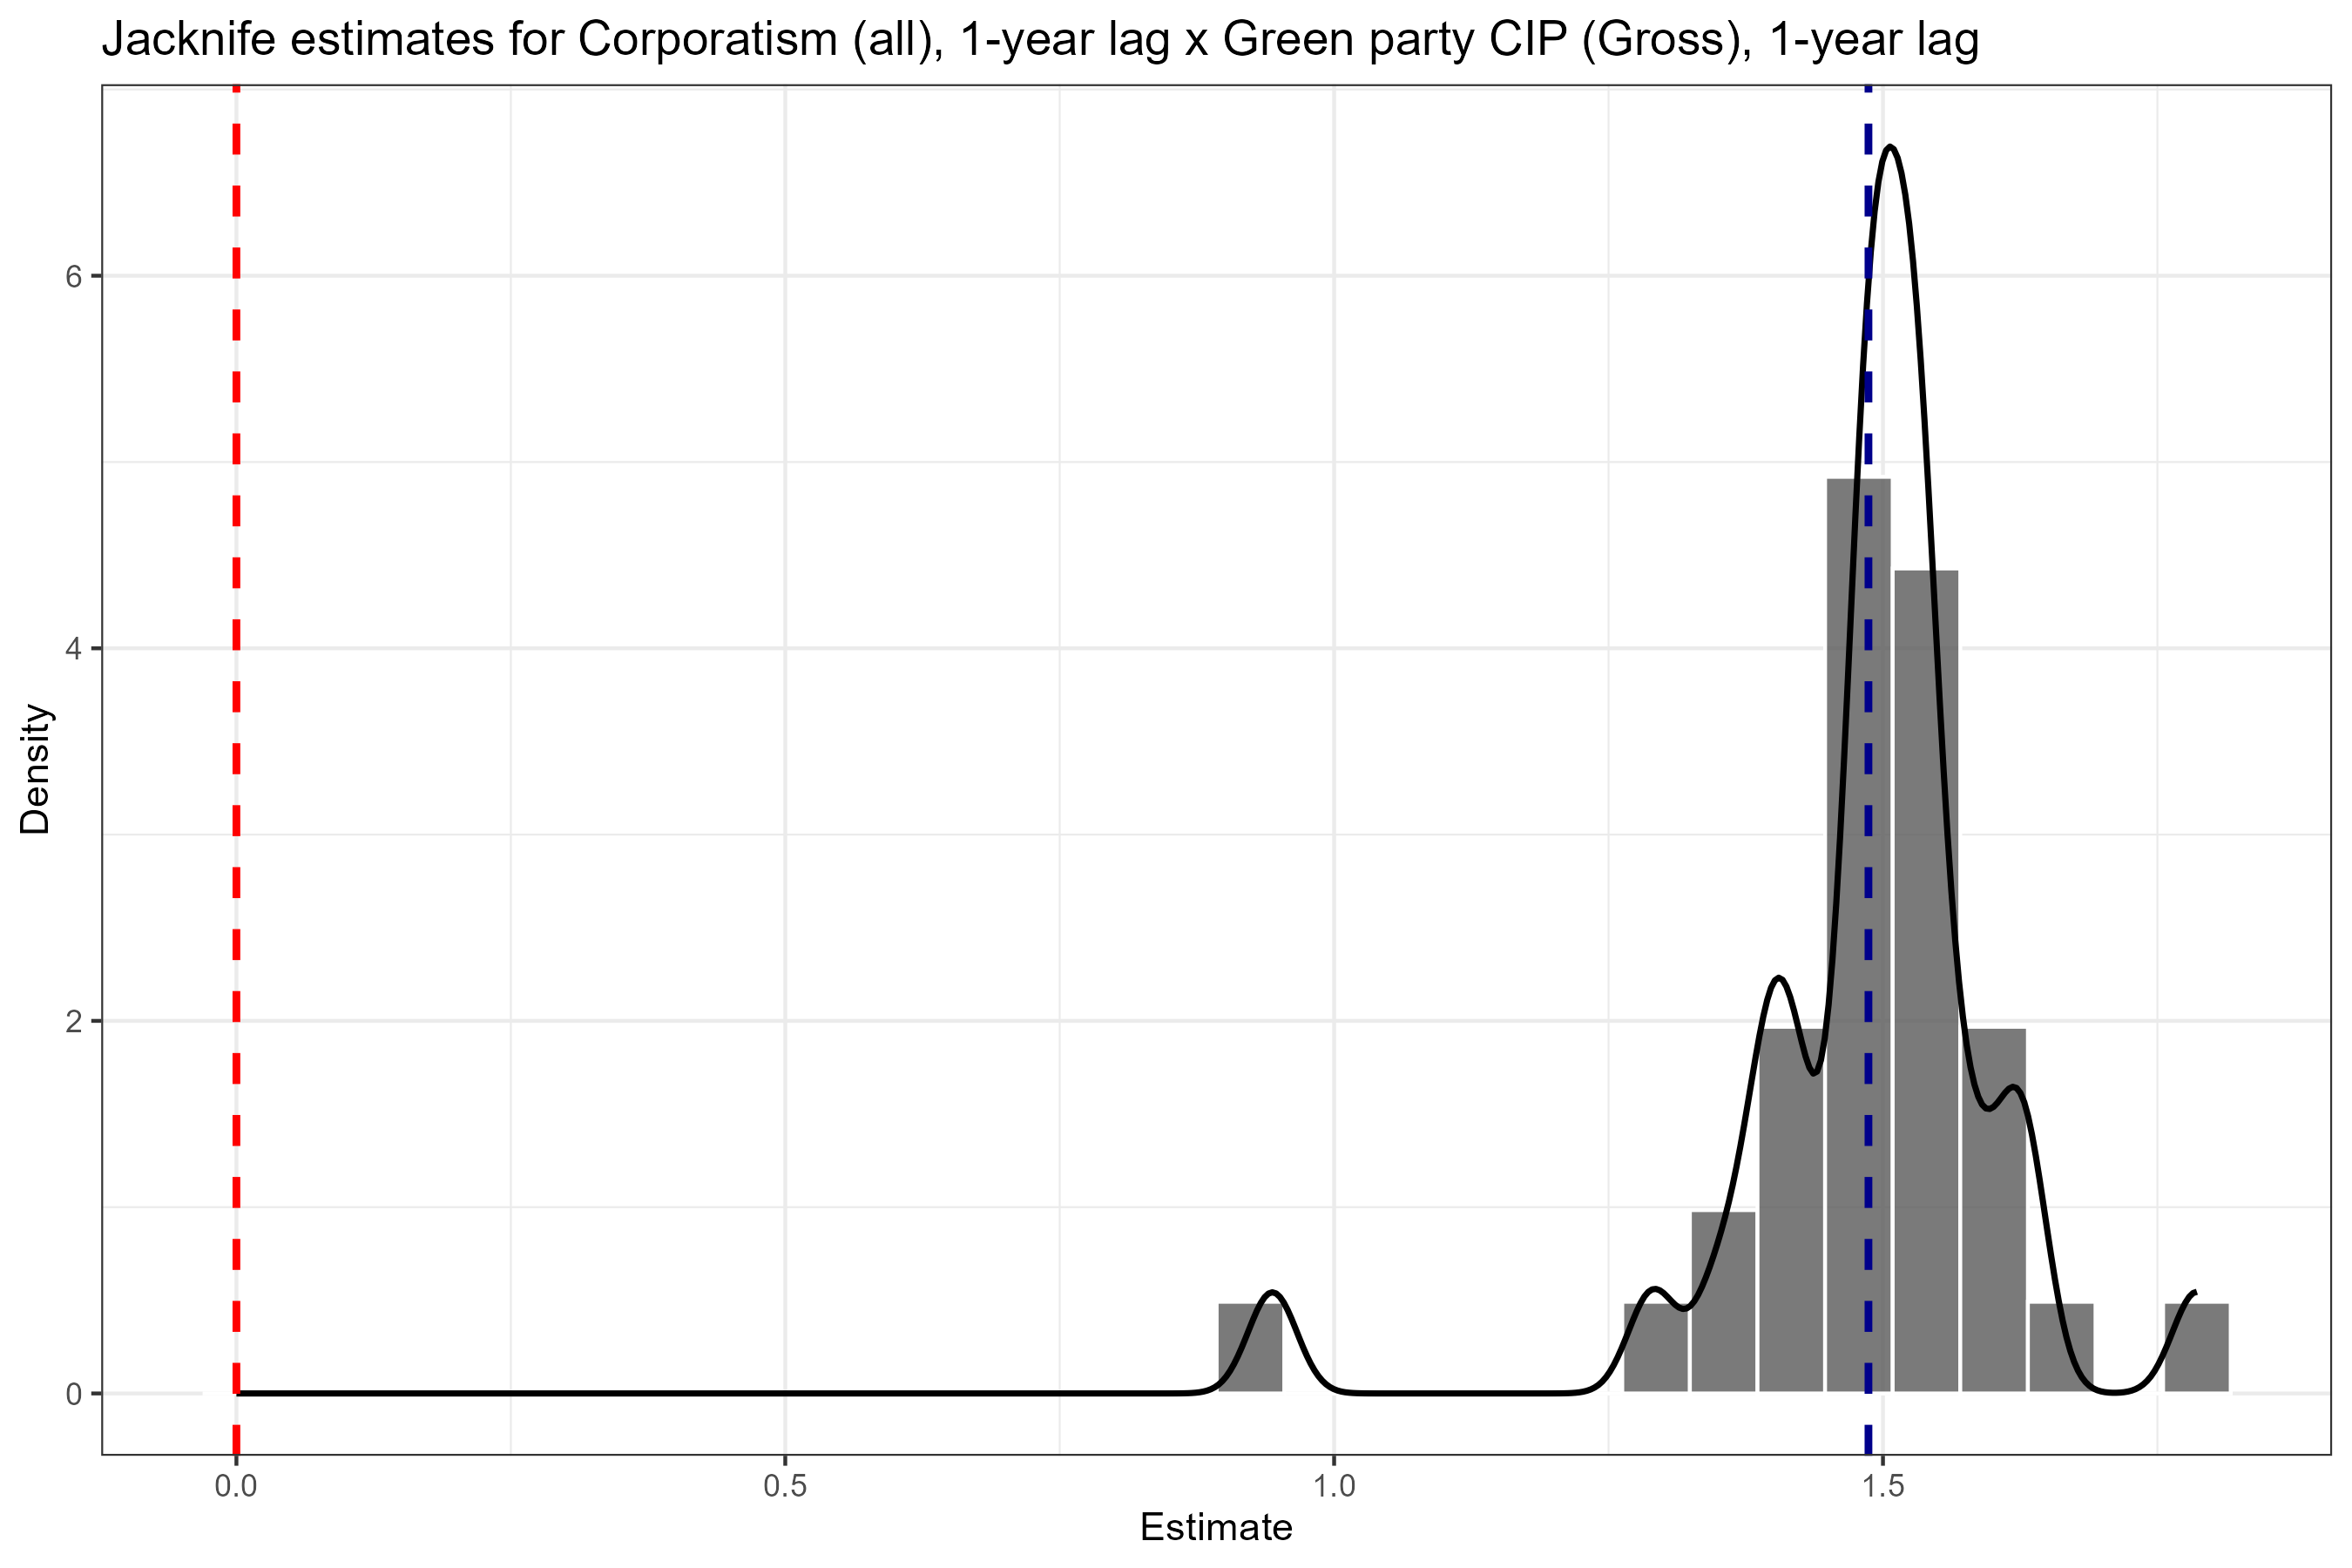 Jacknife estimates for Corporatism (all), 1-year lag x Green party CIP (Gross), 1-year lag
6
4
2
0
Density
0.0 0.5 1.0 1.5
Estimate